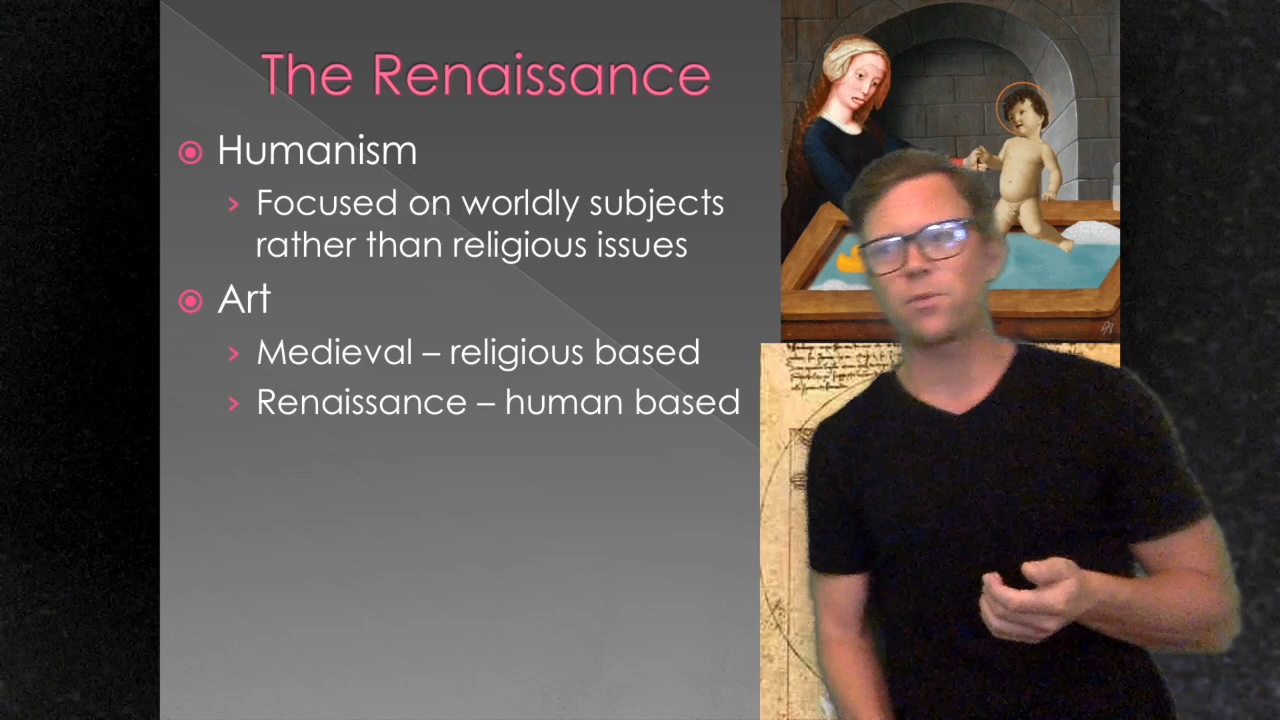 The Renaissance
Humanism
Focused on worldly subjects
rather than religious issues
Art
Medieval – religious based
Renaissance – human based